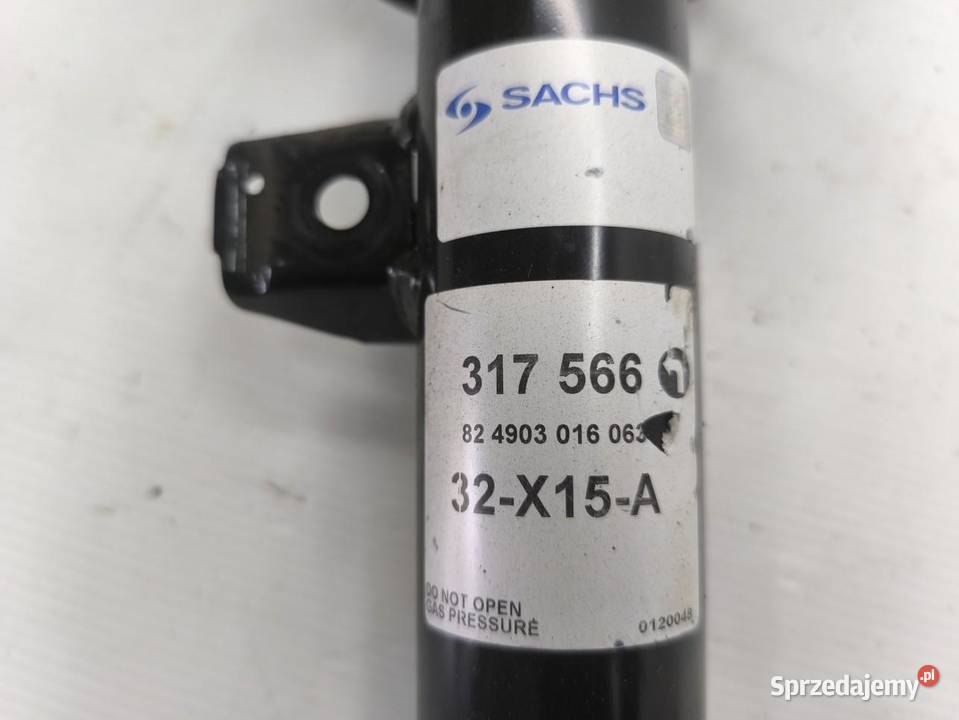 SACHS
317 566
82 4903 016 063
32-X15-A
DO NOT OPEN
GAS PRESSURE
0120048
Sprzedajemy.pl